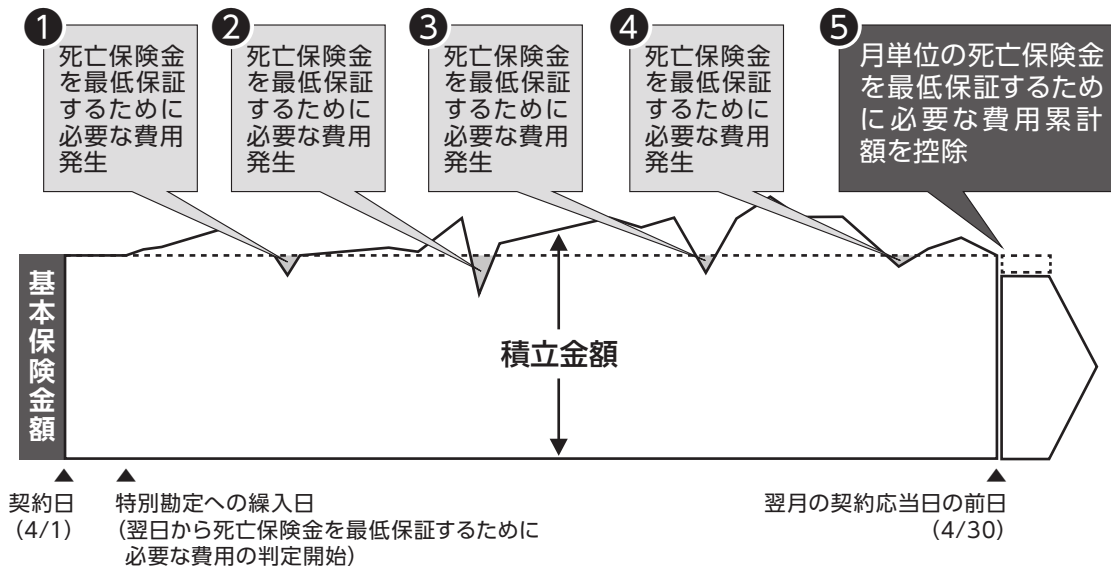 1
死亡保険金
を最低保証
するために
必要な費用
発生
2
死亡保険金
を最低保証
するために
必要な費用
発生
3
死亡保険金
を最低保証
するために
必要な費用
発生
4
死亡保険金
を最低保証
するために
必要な費用
発生
5
月単位の死亡保険金
を最低保証するため
に必要な費用累計
額を控除
基本保険金額
積立金額
契約日
(4/1)
特別勘定への繰入日
(翌日から死亡保険金を最低保証するために
必要な費用の判定開始)
翌月の契約応当日の前日
(4/30)